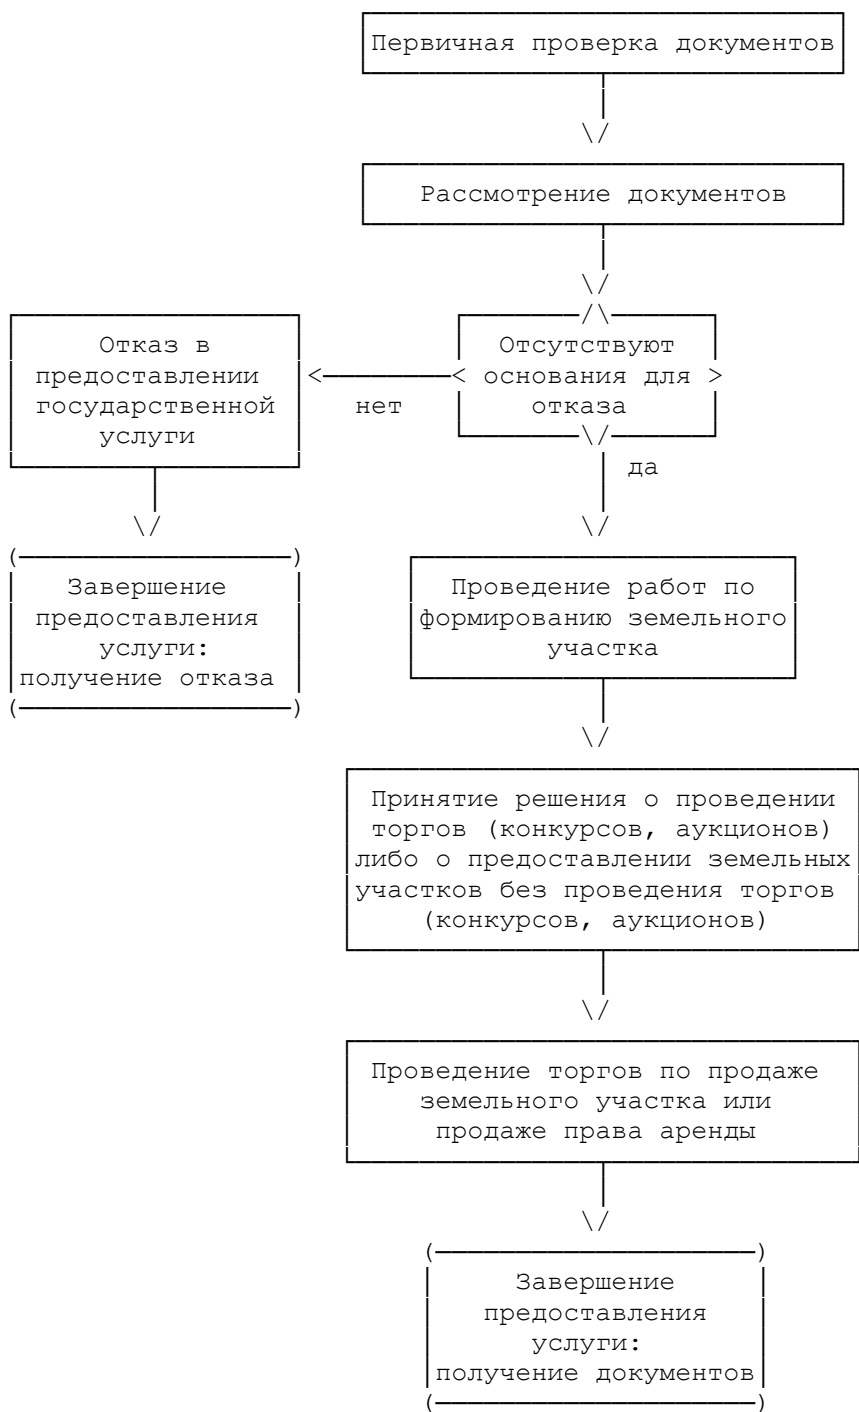 Первичная проверка документов
Рассмотрение документов
Отсутствуют
основания для
отказа
нет
Отказ в
предоставлении
государственной
услуги
Завершение
предоставления
услуги:
получение отказа
да
Проведение работ по
формированию земельного
участка
Принятие решения о проведении
торгов (конкурсов, аукционов)
либо о предоставлении земельных
участков без проведения торгов
(конкурсов, аукционов)
Проведение торгов по продаже
земельного участка или
продаже права аренды
Завершение
предоставления
услуги:
получение документов